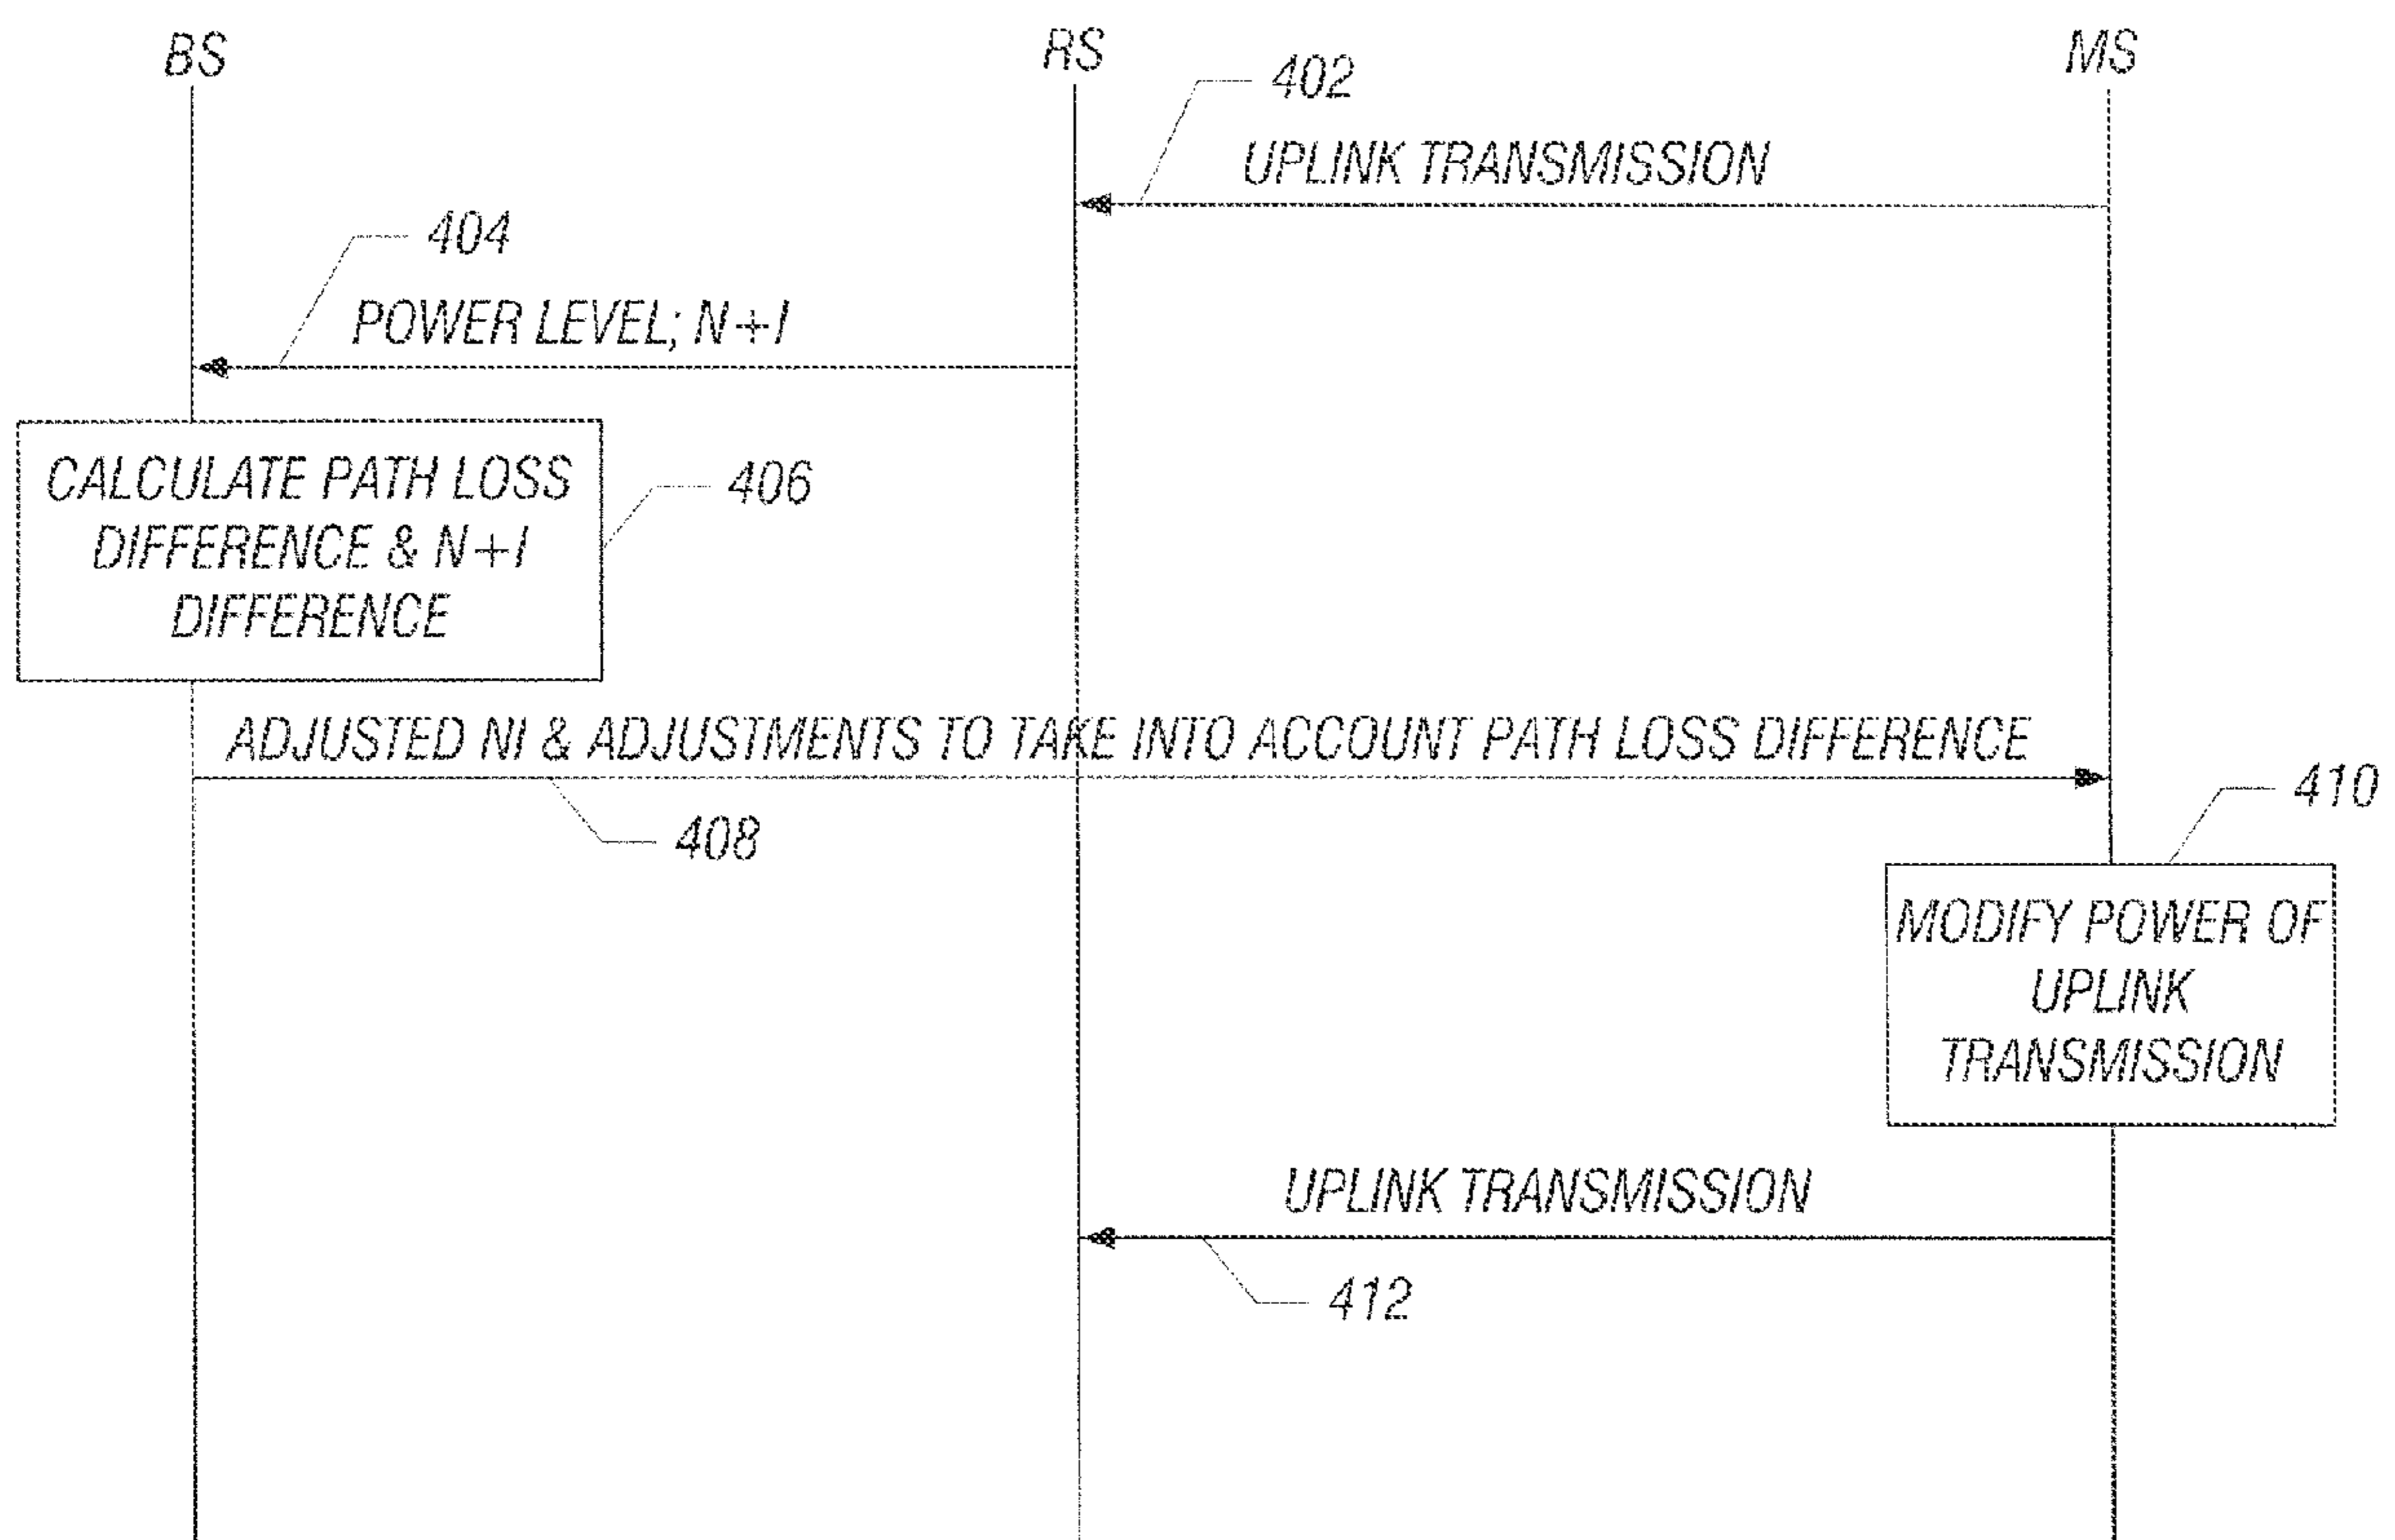 BS
RS
MS
402
UPLINK TRANSMISSION
404
POWER LEVEL; N+I
CALCULATE PATH LOSS
DIFFERENCE & N+I
DIFFERENCE
406
ADJUSTED NI & ADJUSTMENTS TO TAKE INTO ACCOUNT PATH LOSS DIFFERENCE
408
410
MODIFY POWER OF
UPLINK
TRANSMISSION
UPLINK TRANSMISSION
412